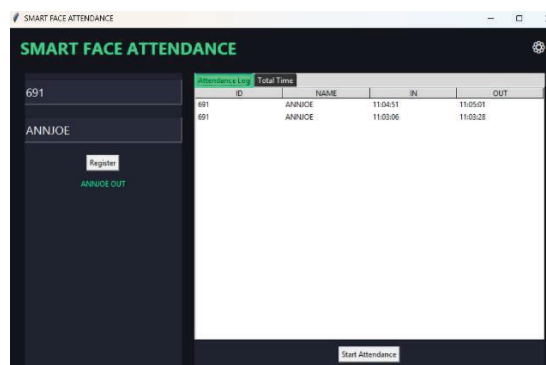 SMART FACE ATTENDANCE
SMART FACE ATTENDANCE
691
ANNJOE
Register
ANNJOE OUT
Attendance Log Total Time
ID NAME IN OUT
691 ANNJOE 11:04:51 11:05:01
691 ANNJOE 11:03:06 11:03:28
Start Attendance